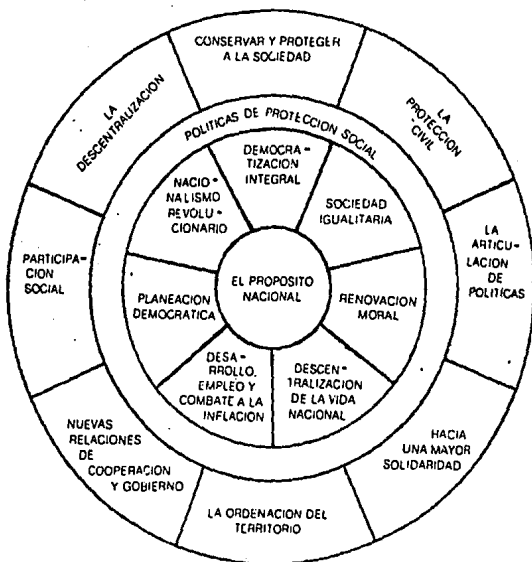 CONSERVAR Y PROTEGER
A LA SOCIEDAD
LA
PROTECCION
CIVIL
LA
ARTICU-
LACION
DE
POLITICAS
HACIA
UNA MAYOR
SOLIDARIDAD
LA ORDENACION DEL
TERRITORIO
NUEVAS
RELACIONES
DE
COOPERACION
Y GOBIERNO
PARTICIPA-
CION
SOCIAL
LA
DESCENTRALIZACION
POLITICAS DE PROTECCION SOCIAL
DEMOCRA-
TIZACION
INTEGRAL
SOCIEDAD
IGUALITARIA
RENOVACION
MORAL
DESCEN-
TRALIZACION
DE LA VIDA
NACIONAL
DESA-
RROLLO,
EMPLEO Y
COMBATE A LA
INFLACION
PLANEACION
DEMOCRATICA
NACIO-
NALISMO
REVOLU-
CIONARIO
EL PROPOSITO
NACIONAL